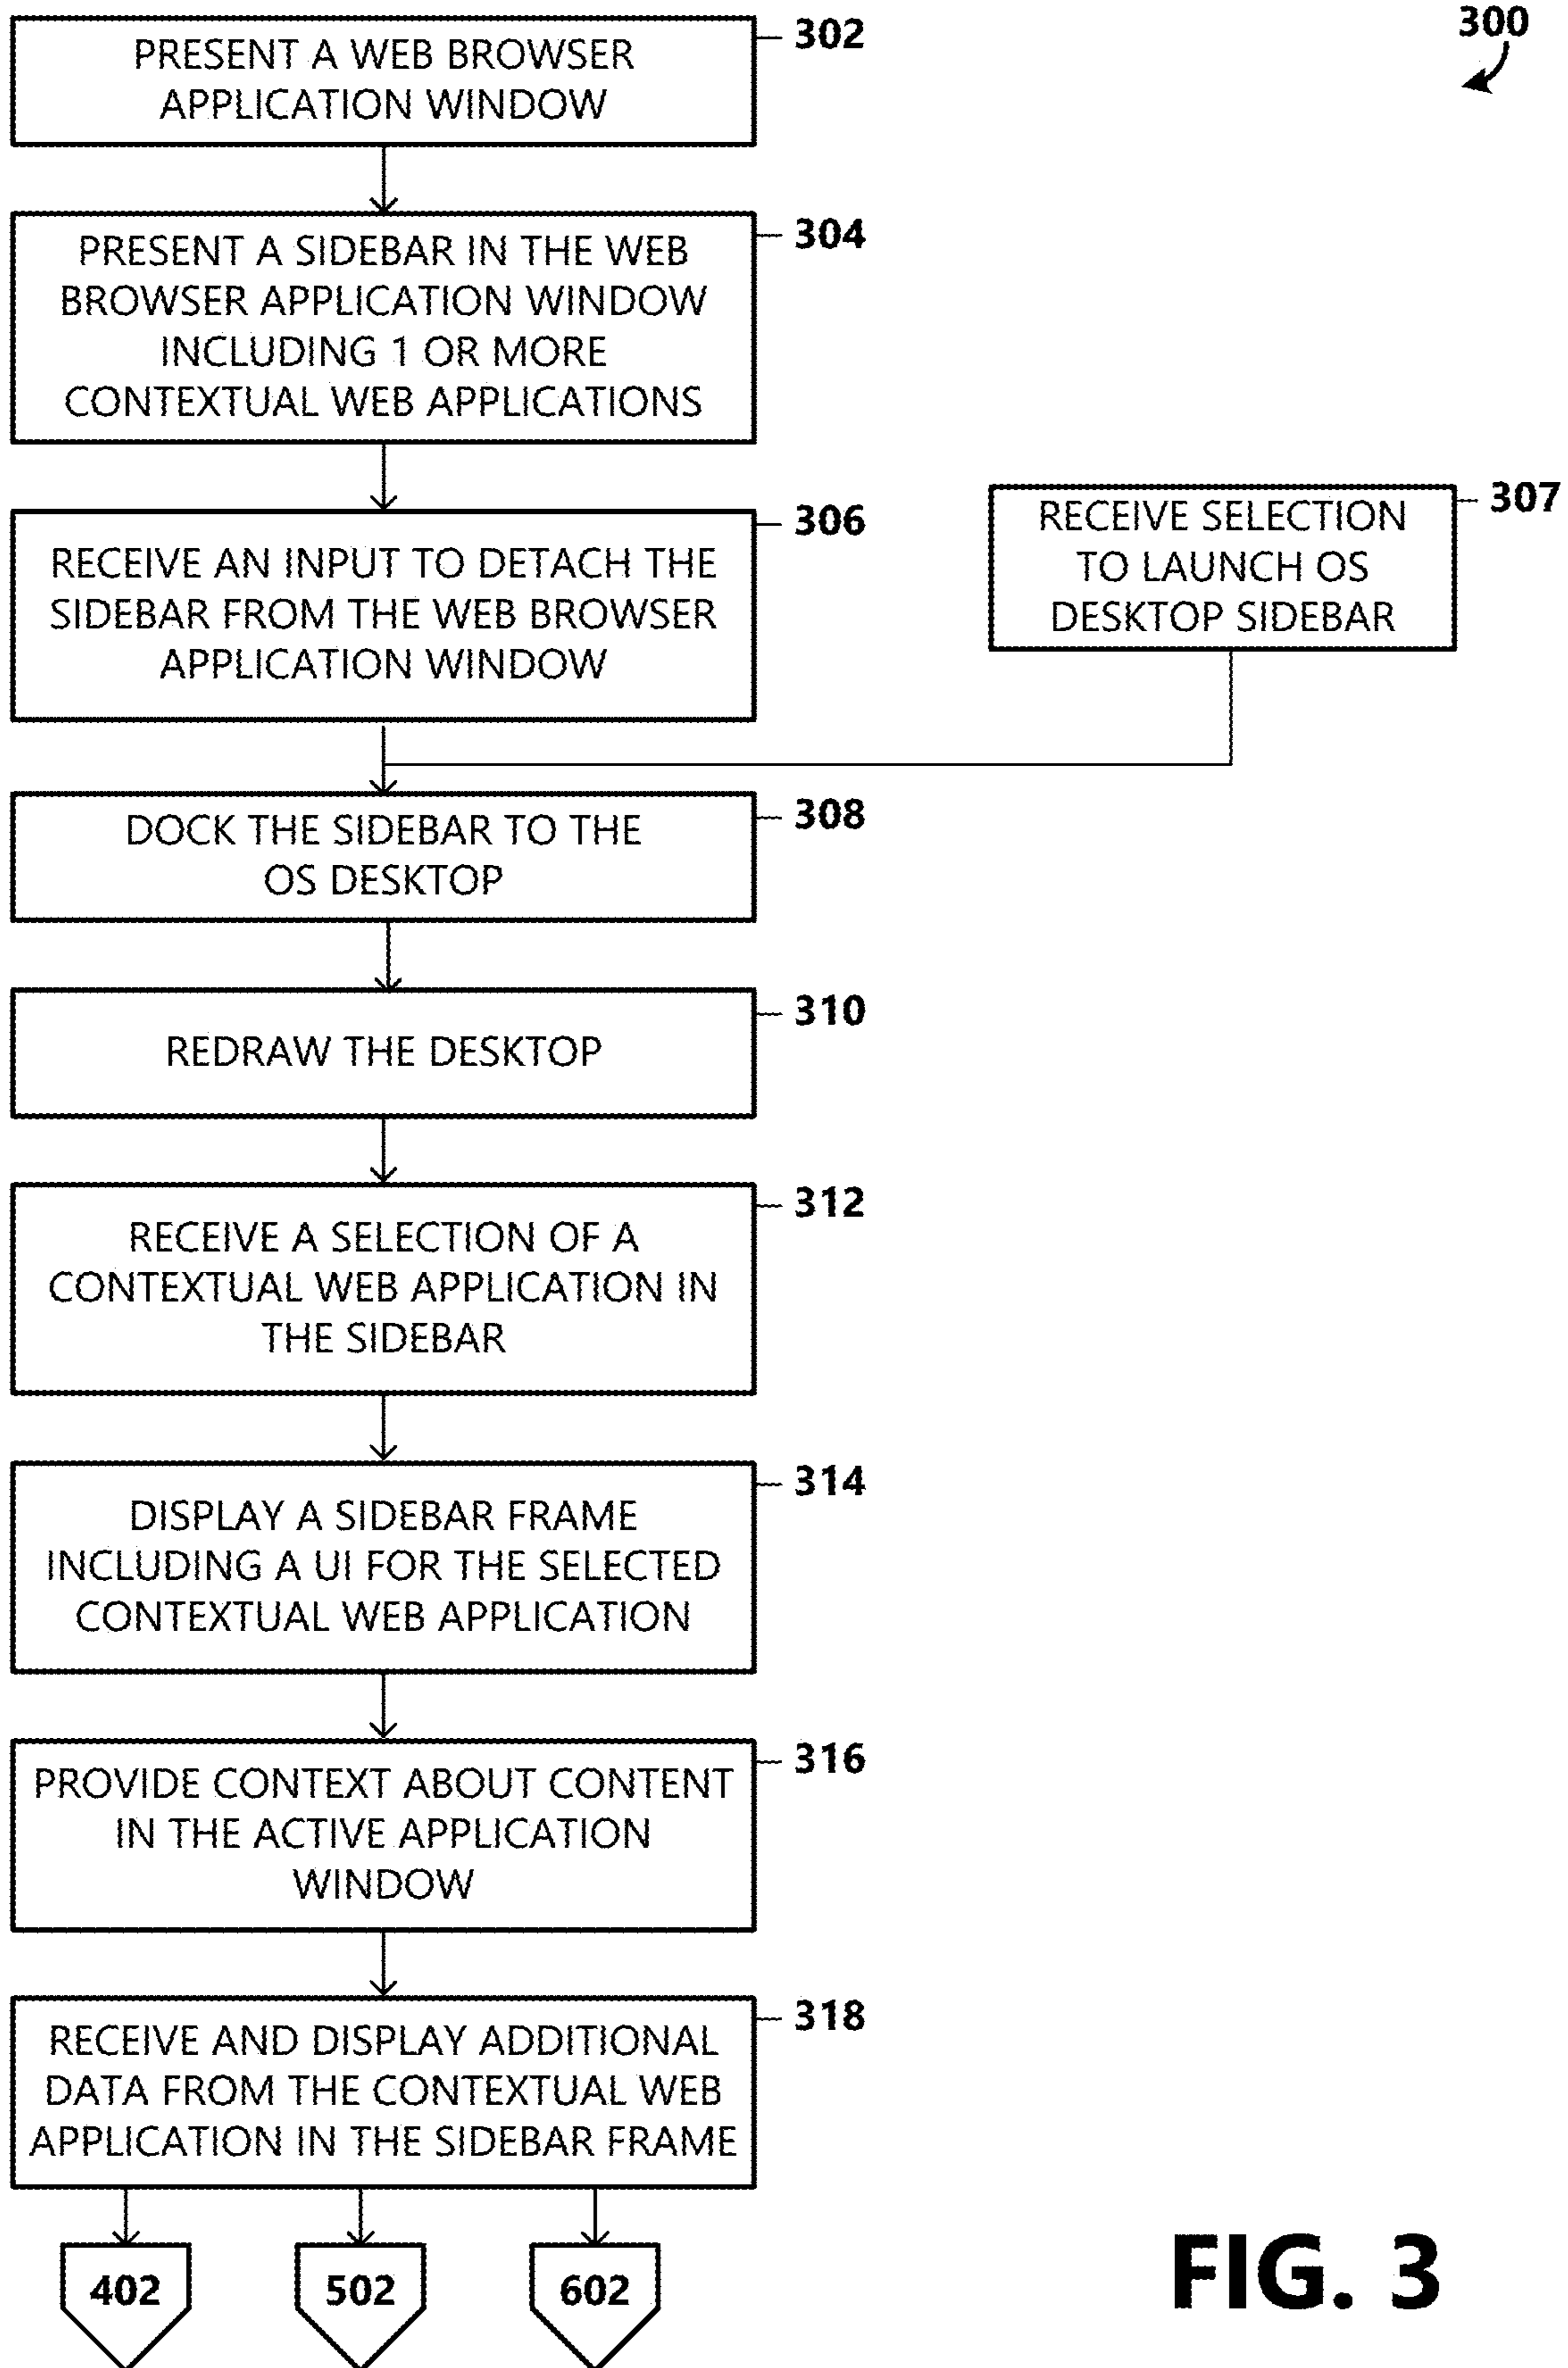 300
PRESENT A WEB BROWSER
APPLICATION WINDOW
302
PRESENT A SIDEBAR IN THE WEB
BROWSER APPLICATION WINDOW
INCLUDING 1 OR MORE
CONTEXTUAL WEB APPLICATIONS
304
RECEIVE AN INPUT TO DETACH THE
SIDEBAR FROM THE WEB BROWSER
APPLICATION WINDOW
306
RECEIVE SELECTION
TO LAUNCH OS
DESKTOP SIDEBAR
307
DOCK THE SIDEBAR TO THE
OS DESKTOP
308
REDRAW THE DESKTOP
310
RECEIVE A SELECTION OF A
CONTEXTUAL WEB APPLICATION IN
THE SIDEBAR
312
DISPLAY A SIDEBAR FRAME
INCLUDING A UI FOR THE SELECTED
CONTEXTUAL WEB APPLICATION
314
PROVIDE CONTEXT ABOUT CONTENT
IN THE ACTIVE APPLICATION
WINDOW
316
RECEIVE AND DISPLAY ADDITIONAL
DATA FROM THE CONTEXTUAL WEB
APPLICATION IN THE SIDEBAR FRAME
318
402
502
602
FIG. 3